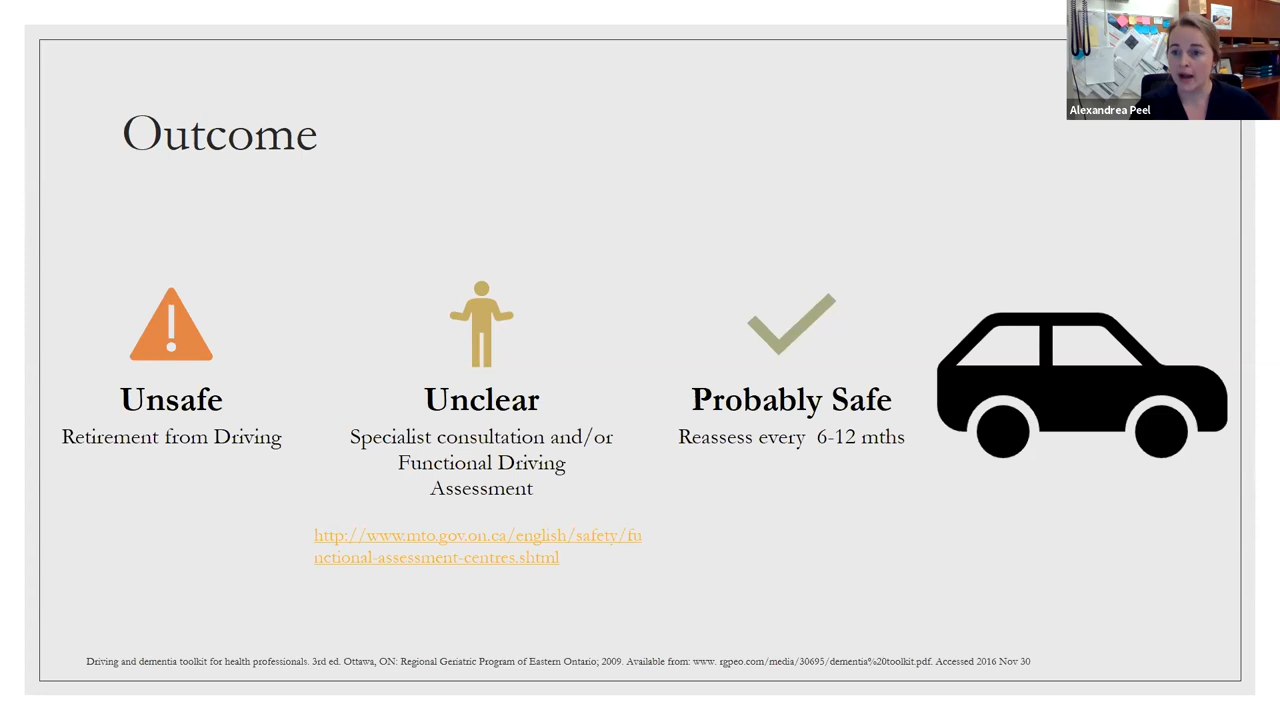 Alexandrea Peel
Outcome
Unsafe
Retirement from Driving
Unclear
Specialist consultation and/or
Functional Driving
Assessment
http://www.mto.gov.on.ca/english/safety/fu
nctional-assessment-centres.shtml
Probably Safe
Reassess every  6-12 mths
Driving and dementia toolkit for health professionals. 3rd ed. Ottawa, ON: Regional Geriatric Program of Eastern Ontario; 2009. Available from: www. rgpeo.com/media/30695/dementia%20toolkit.pdf. Accessed 2016 Nov 30